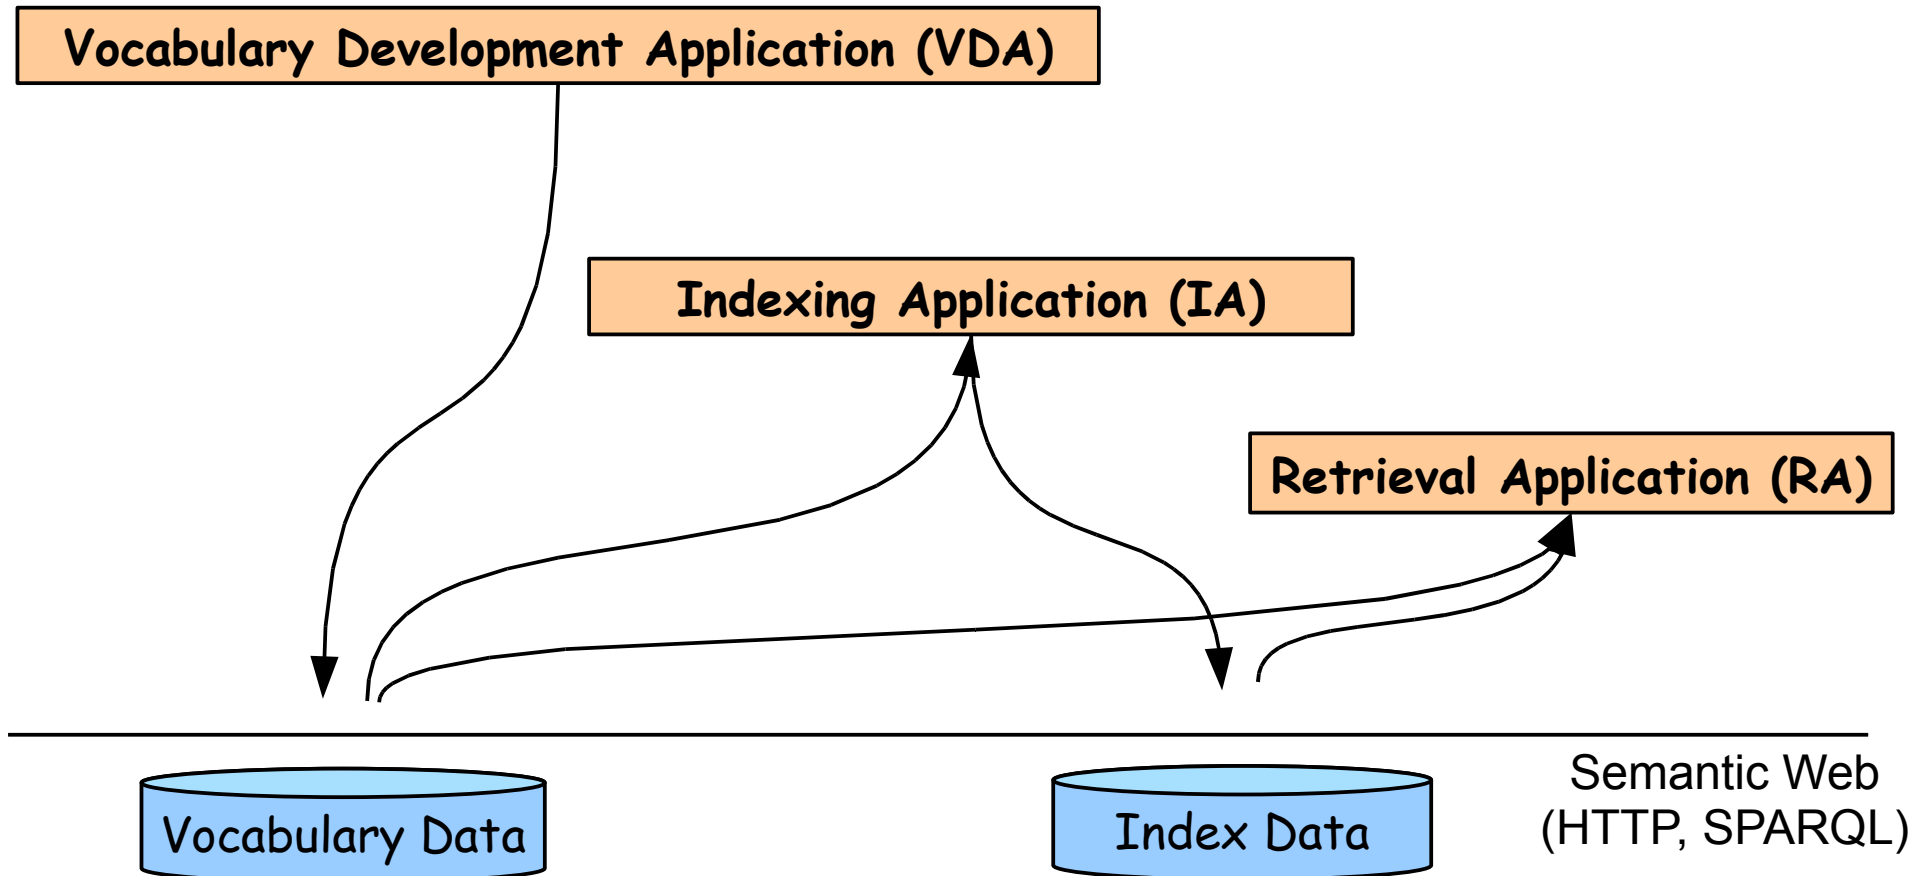 Vocabulary Development Application (VDA)
Indexing Application (IA)
Retrieval Application (RA)
Vocabulary Data
Index Data
Semantic Web
(HTTP, SPARQL)